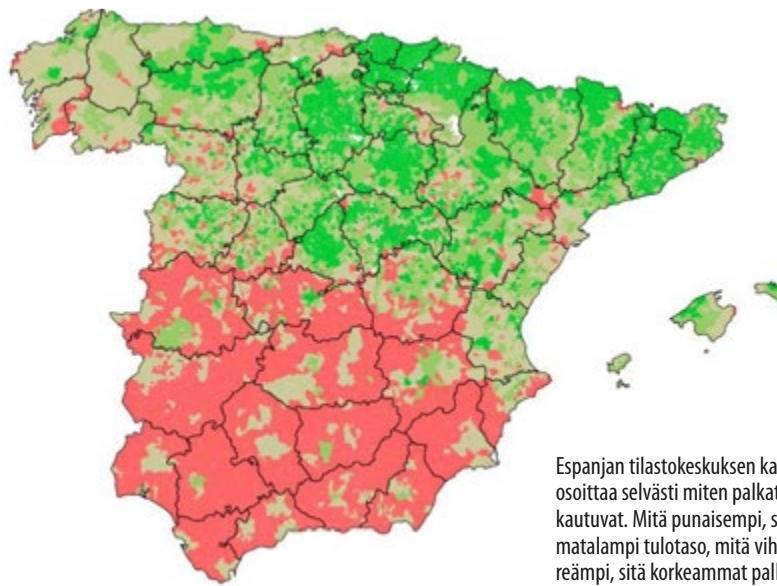 Espanjan tilastokeskuksen ka
osoittaa selvästi miten palkat
kautuvat. Mitä punaisempi, s
matalampi tulotaso, mitä vih
reämpi, sitä korkeammat pal